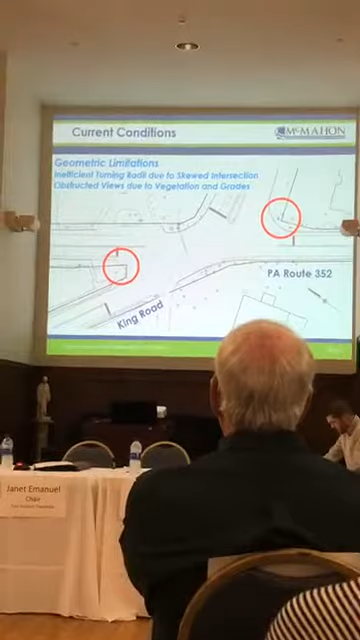 Current Conditions
McMAHON
Geometric Limitations
Inefficient Turning Radii due to Skewed Intersection
Obstructed Views due to Vegetation and Grades
PA Route 352
King Road
Janet Emanuel
Chair